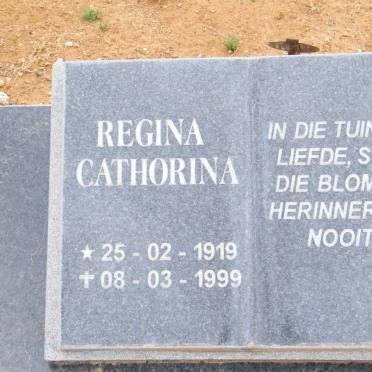 REGINA
CATHORINA
★ 25 - 02 - 1919
✝ 08 - 03 - 1999
IN DIE TUIN
LIEFDE, S
DIE BLOM
HERINNER
NOOIT